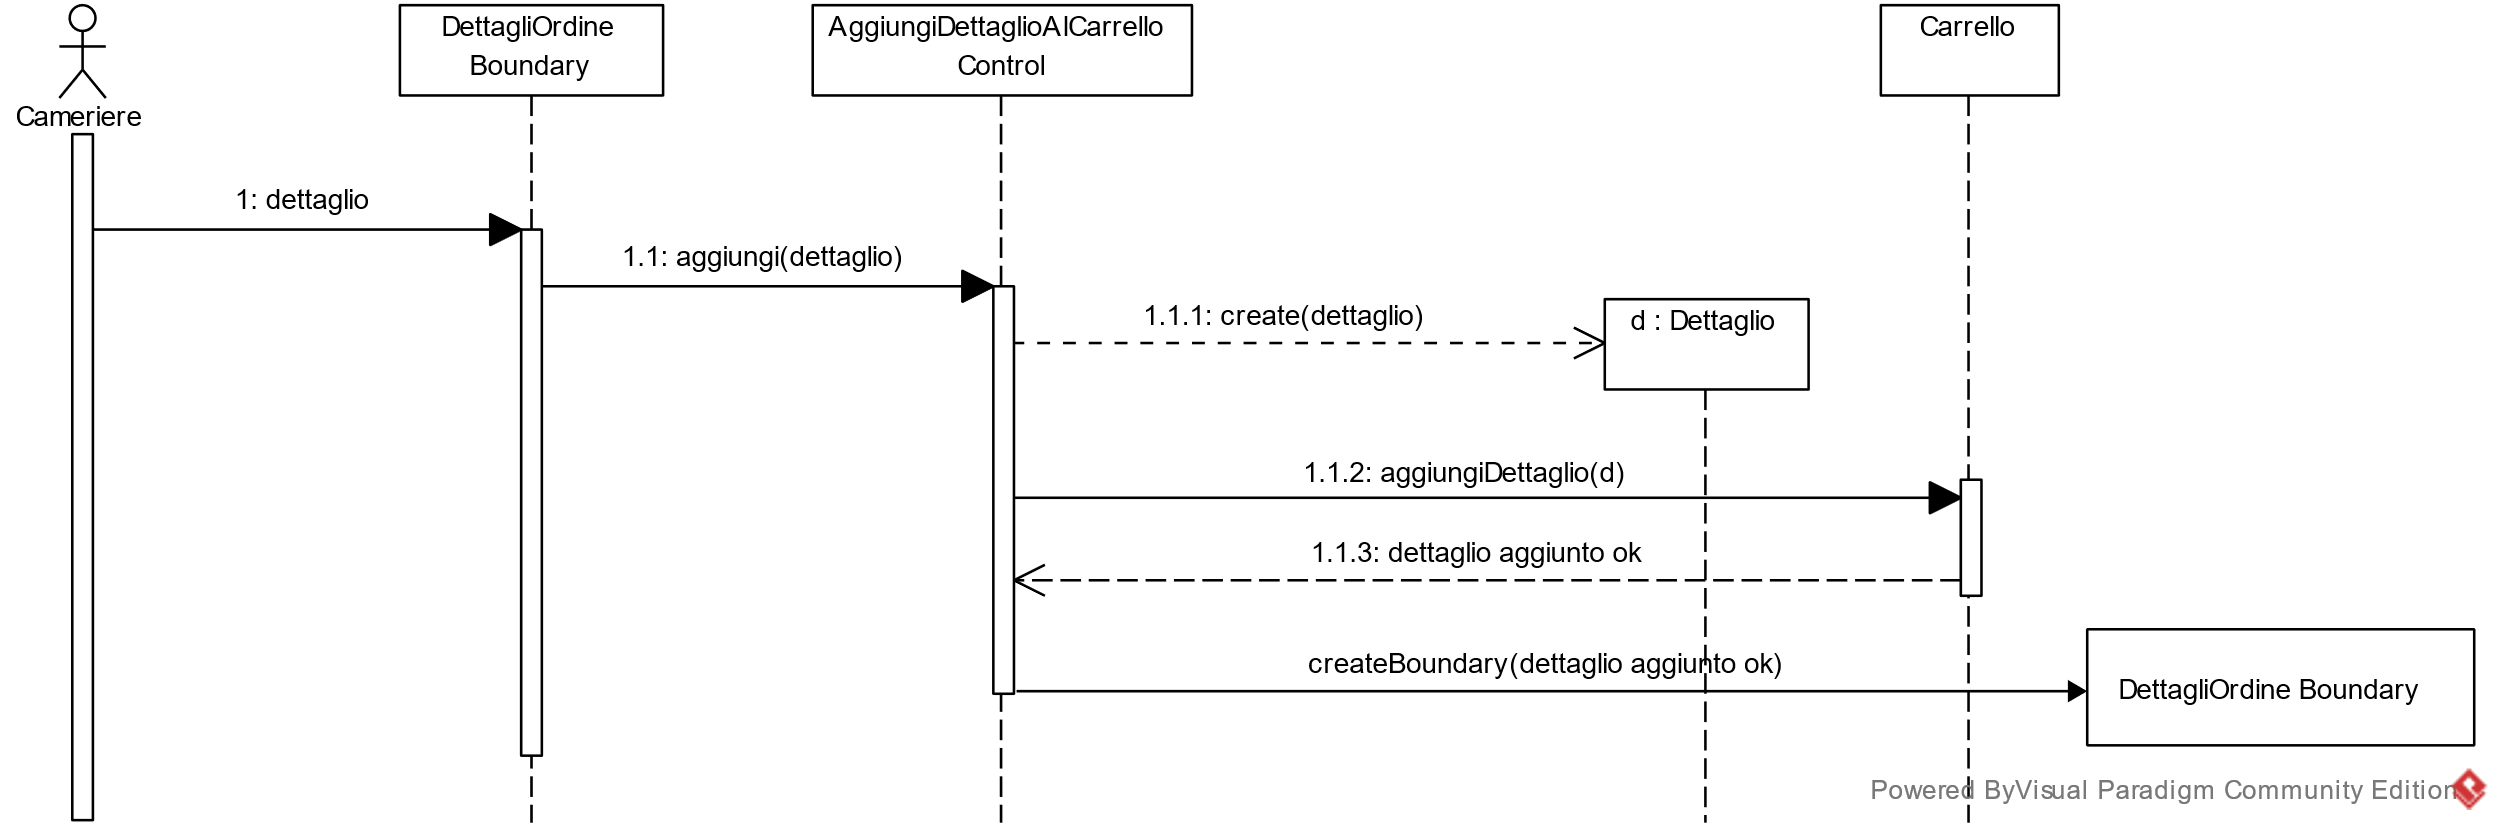 DettagliOrdine
Boundary
AggiungiDettaglioAlCarrello
Control
Carrello
Cameriere
1: dettaglio
1.1: aggiungi(dettaglio)
1.1.1: create(dettaglio)
d : Dettaglio
1.1.2: aggiungiDettaglio(d)
1.1.3: dettaglio aggiunto ok
createBoundary(dettaglio aggiunto ok)
DettagliOrdine Boundary
Powered ByVisual Paradigm Community Edition